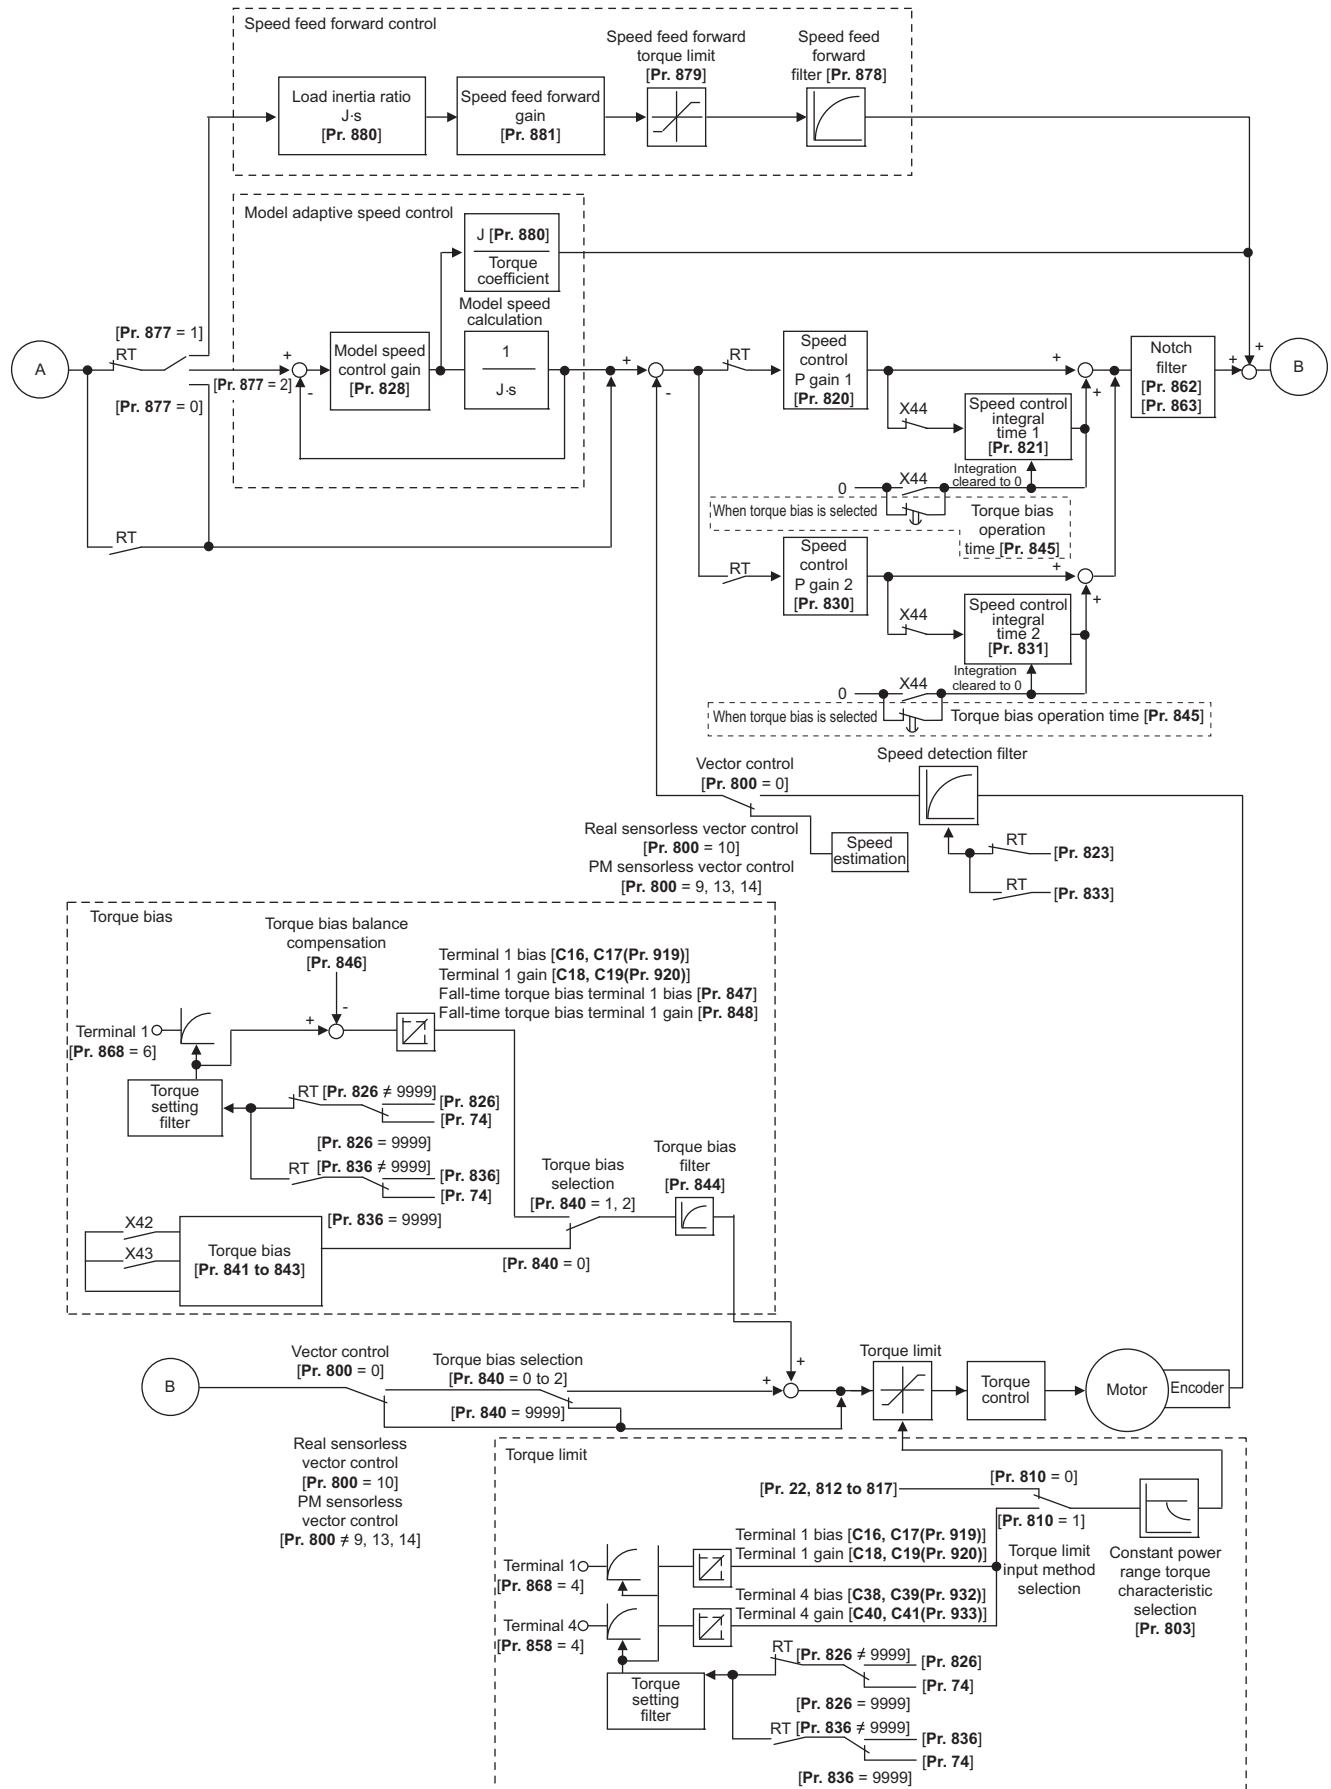 Speed feed forward control
Speed feed forward
torque limit
[Pr. 879]
Speed feed
forward
filter [Pr. 878]
Load inertia ratio
J·s
[Pr. 880]
Speed feed forward
gain
[Pr. 881]
Model adaptive speed control
J [Pr. 880]
Torque
coefficient
Model speed
calculation
A
[Pr. 877 = 1]
RT
[Pr. 877 = 2]
[Pr. 877 = 0]
+
-
Model speed
control gain
[Pr. 828]
1
J·s
RT
+
-
RT
Speed
control
P gain 1
[Pr. 820]
+
+
X44
Speed control
integral
time 1
[Pr. 821]
Notch
filter
[Pr. 862]
[Pr. 863]
+
+
B
0
X44
Integration
cleared to 0
When torque bias is selected
Torque bias
operation
time [Pr. 845]
RT
Speed
control
P gain 2
[Pr. 830]
+
+
X44
Speed control
integral
time 2
[Pr. 831]
0
X44
Integration
cleared to 0
When torque bias is selected
Torque bias operation time [Pr. 845]
Vector control
[Pr. 800 = 0]
Speed detection filter
Real sensorless vector control
[Pr. 800 = 10]
PM sensorless vector control
[Pr. 800 = 9, 13, 14]
Speed
estimation
RT
[Pr. 823]
RT
[Pr. 833]
Torque bias
Torque bias balance
compensation
[Pr. 846]
Terminal 1 bias [C16, C17(Pr. 919)]
Terminal 1 gain [C18, C19(Pr. 920)]
Fall-time torque bias terminal 1 bias [Pr. 847]
Fall-time torque bias terminal 1 gain [Pr. 848]
-
+
Terminal 1
[Pr. 868 = 6]
Torque
setting
filter
RT [Pr. 826 ≠ 9999]
[Pr. 826]
[Pr. 74]
[Pr. 826 = 9999]
RT [Pr. 836 ≠ 9999]
[Pr. 836]
[Pr. 74]
[Pr. 836 = 9999]
Torque bias
selection
[Pr. 840 = 1, 2]
Torque bias
filter
[Pr. 844]
X42
X43
Torque bias
[Pr. 841 to 843]
[Pr. 840 = 0]
B
Vector control
[Pr. 800 = 0]
Torque bias selection
[Pr. 840 = 0 to 2]
[Pr. 840 = 9999]
+
+
Torque limit
Torque
control
Motor
Encoder
Real sensorless
vector control
[Pr. 800 = 10]
PM sensorless
vector control
[Pr. 800 ≠ 9, 13, 14]
Torque limit
[Pr. 22, 812 to 817]
[Pr. 810 = 0]
[Pr. 810 = 1]
Torque limit
input method
selection
Constant power
range torque
characteristic
selection
[Pr. 803]
Terminal 1 bias [C16, C17(Pr. 919)]
Terminal 1 gain [C18, C19(Pr. 920)]
Terminal 1
[Pr. 868 = 4]
Terminal 4 bias [C38, C39(Pr. 932)]
Terminal 4 gain [C40, C41(Pr. 933)]
Terminal 4
[Pr. 858 = 4]
Torque
setting
filter
RT [Pr. 826 ≠ 9999]
[Pr. 826]
[Pr. 74]
[Pr. 826 = 9999]
RT [Pr. 836 ≠ 9999]
[Pr. 836]
[Pr. 74]
[Pr. 836 = 9999]